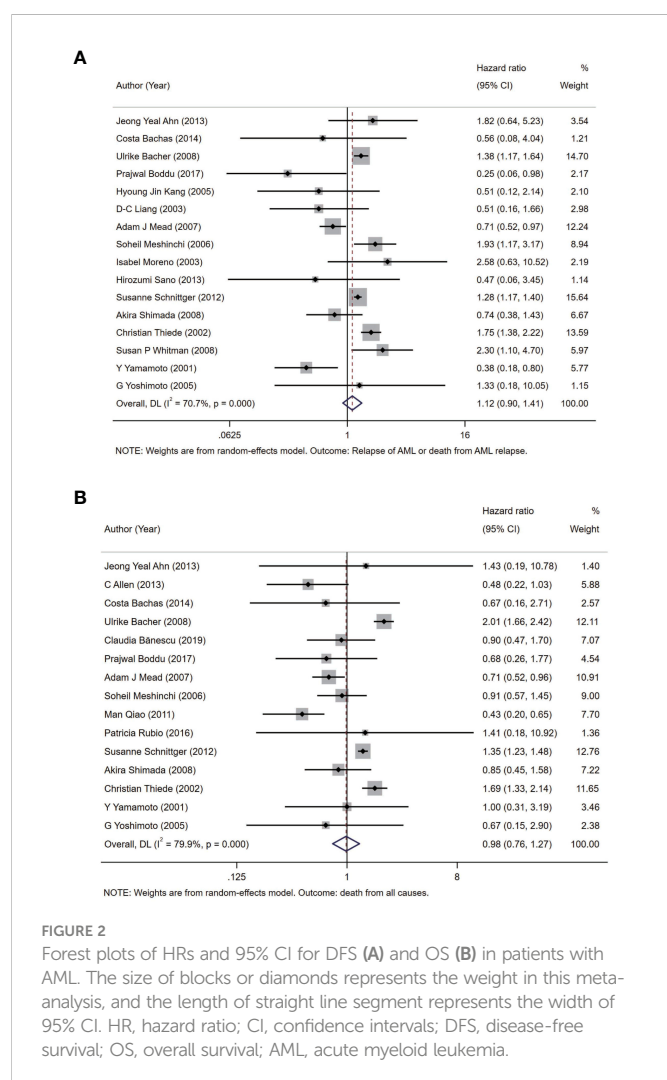 A
Hazard ratio %
Author (Year) (95% CI) Weight
Jeong Yeal Ahn (2013) 1.82 (0.64, 5.23) 3.54
Costa Bachas (2014) 0.56 (0.08, 4.04) 1.21
Ulrike Bacher (2008) 1.38 (1.17, 1.64) 14.70
Prajwal Boddu (2017) 0.25 (0.06, 0.98) 2.17
Hyoung Jin Kang (2005) 0.51 (0.12, 2.14) 2.10
D-C Liang (2003) 0.51 (0.16, 1.66) 2.98
Adam J Mead (2007) 0.71 (0.52, 0.97) 12.24
Soheil Meshinchi (2006) 1.93 (1.17, 3.17) 8.94
Isabel Moreno (2003) 2.58 (0.63, 10.52) 2.19
Hirozumi Sano (2013) 0.47 (0.06, 3.45) 1.14
Susanne Schnittger (2012) 1.28 (1.17, 1.40) 15.64
Akira Shimada (2008) 0.74 (0.38, 1.43) 6.67
Christian Thiede (2002) 1.75 (1.38, 2.22) 13.59
Susan P Whitman (2008) 2.30 (1.10, 4.70) 5.97
Y Yamamoto (2001) 0.38 (0.18, 0.80) 5.77
G Yoshimoto (2005) 1.33 (0.18, 10.05) 1.15
Overall, DL (I² = 70.7%, p = 0.000) 1.12 (0.90, 1.41) 100.00
.0625 1 16
NOTE: Weights are from random-effects model. Outcome: Relapse of AML or death from AML relapse.
B
Hazard ratio %
Author (Year) (95% CI) Weight
Jeong Yeal Ahn (2013) 1.43 (0.19, 10.78) 1.40
C Allen (2013) 0.48 (0.22, 1.03) 5.88
Costa Bachas (2014) 0.67 (0.16, 2.71) 2.57
Ulrike Bacher (2008) 2.01 (1.66, 2.42) 12.11
Claudia Bănescu (2019) 0.90 (0.47, 1.70) 7.07
Prajwal Boddu (2017) 0.68 (0.26, 1.77) 4.54
Adam J Mead (2007) 0.71 (0.52, 0.96) 10.91
Soheil Meshinchi (2006) 0.91 (0.57, 1.45) 9.00
Man Qiao (2011) 0.43 (0.20, 0.65) 7.70
Patricia Rubio (2016) 1.41 (0.18, 10.92) 1.36
Susanne Schnittger (2012) 1.35 (1.23, 1.48) 12.76
Akira Shimada (2008) 0.85 (0.45, 1.58) 7.22
Christian Thiede (2002) 1.69 (1.33, 2.14) 11.65
Y Yamamoto (2001) 1.00 (0.31, 3.19) 3.46
G Yoshimoto (2005) 0.67 (0.15, 2.90) 2.38
Overall, DL (I² = 79.9%, p = 0.000) 0.98 (0.76, 1.27) 100.00
.125 1 8
NOTE: Weights are from random-effects model. Outcome: death from all causes.
FIGURE 2
Forest plots of HRs and 95% CI for DFS (A) and OS (B) in patients with
AML. The size of blocks or diamonds represents the weight in this meta-
analysis, and the length of straight line segment represents the width of
95% CI. HR, hazard ratio; CI, confidence intervals; DFS, disease-free
survival; OS, overall survival; AML, acute myeloid leukemia.